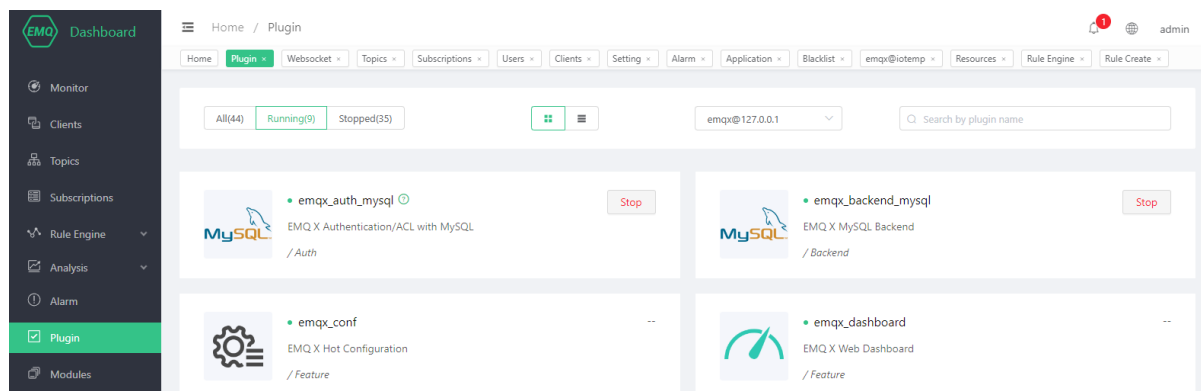 EMQ Dashboard
Home / Plugin
1
admin
Home Plugin × Websocket × Topics × Subscriptions × Users × Clients × Setting × Alarm × Application × Blacklist × emqx@iotemp × Resources × Rule Engine × Rule Create ×
Monitor
Clients
Topics
Subscriptions
Rule Engine
Analysis
Alarm
Plugin
Modules
All(44) Running(9) Stopped(35)
emqx@127.0.0.1
Search by plugin name
MySQL
emqx_auth_mysql ?
EMQ X Authentication/ACL with MySQL
/ Auth
Stop
MySQL
emqx_backend_mysql
EMQ X MySQL Backend
/ Backend
Stop
emqx_conf
EMQ X Hot Configuration
/ Feature
--
emqx_dashboard
EMQ X Web Dashboard
/ Feature
--